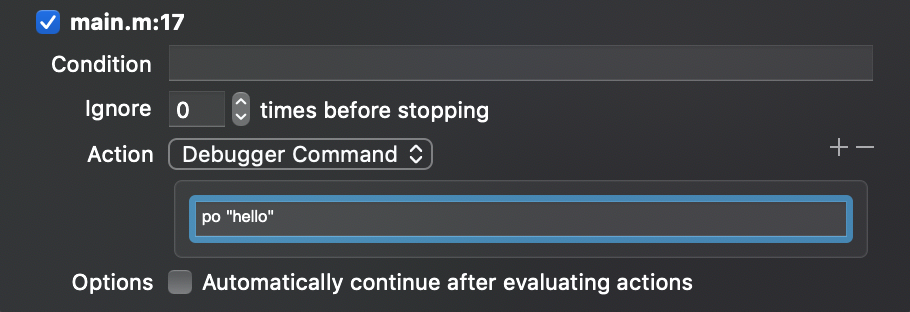 main.m:17
Condition
Ignore 0 times before stopping
Action Debugger Command
po "hello"
Options Automatically continue after evaluating actions